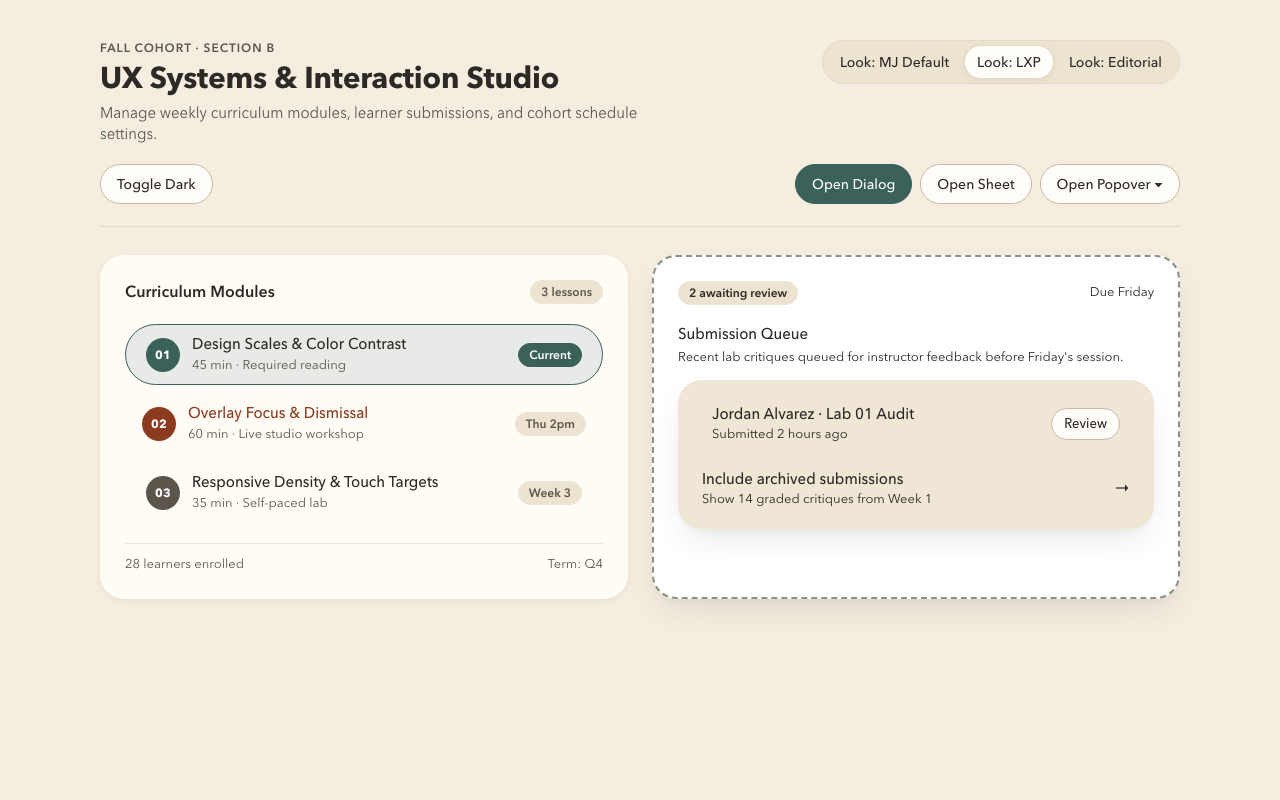 FALL COHORT · SECTION B
UX Systems & Interaction Studio
Manage weekly curriculum modules, learner submissions, and cohort schedule
settings.
Look: MJ Default
Look: LXP
Look: Editorial
Toggle Dark
Open Dialog
Open Sheet
Open Popover
Curriculum Modules
3 lessons
01
Design Scales & Color Contrast
45 min · Required reading
Current
02
Overlay Focus & Dismissal
60 min · Live studio workshop
Thu 2pm
03
Responsive Density & Touch Targets
35 min · Self-paced lab
Week 3
28 learners enrolled
Term: Q4
2 awaiting review
Due Friday
Submission Queue
Recent lab critiques queued for instructor feedback before Friday's session.
Jordan Alvarez · Lab 01 Audit
Submitted 2 hours ago
Review
Include archived submissions
Show 14 graded critiques from Week 1
→